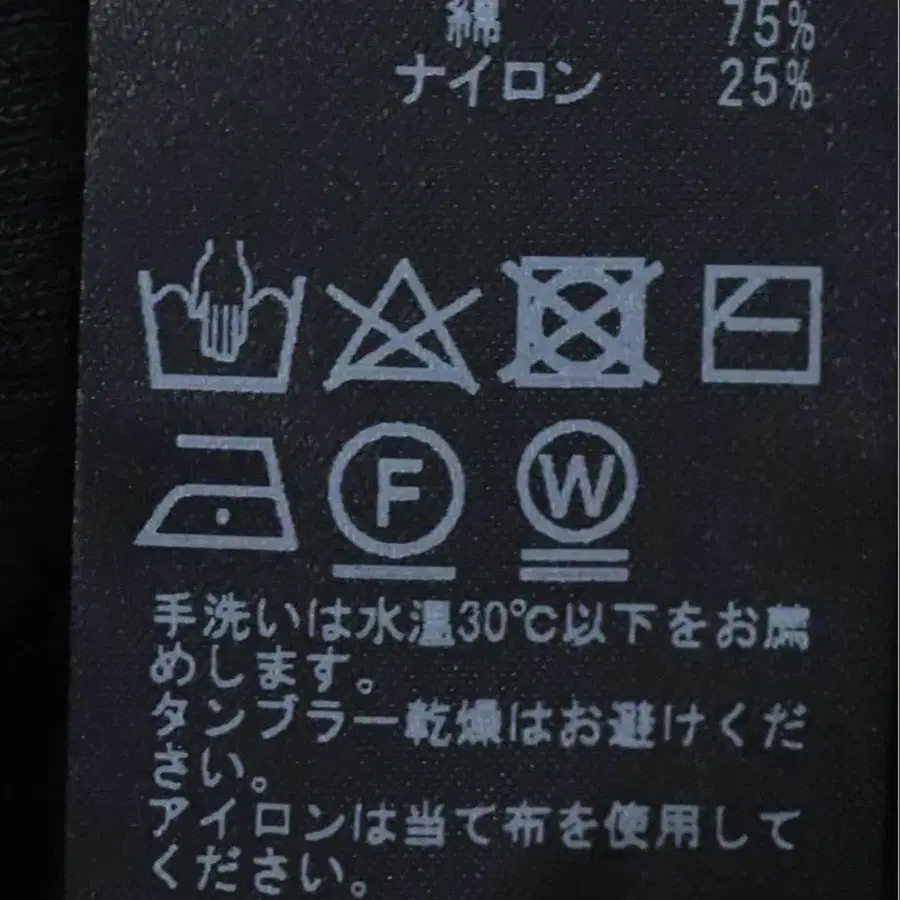 綿 75%
ナイロン 25%
F W
手洗いは水温30℃以下をお薦
めします。
タンブラー乾燥はお避けくだ
さい。
アイロンは当て布を使用して
ください。